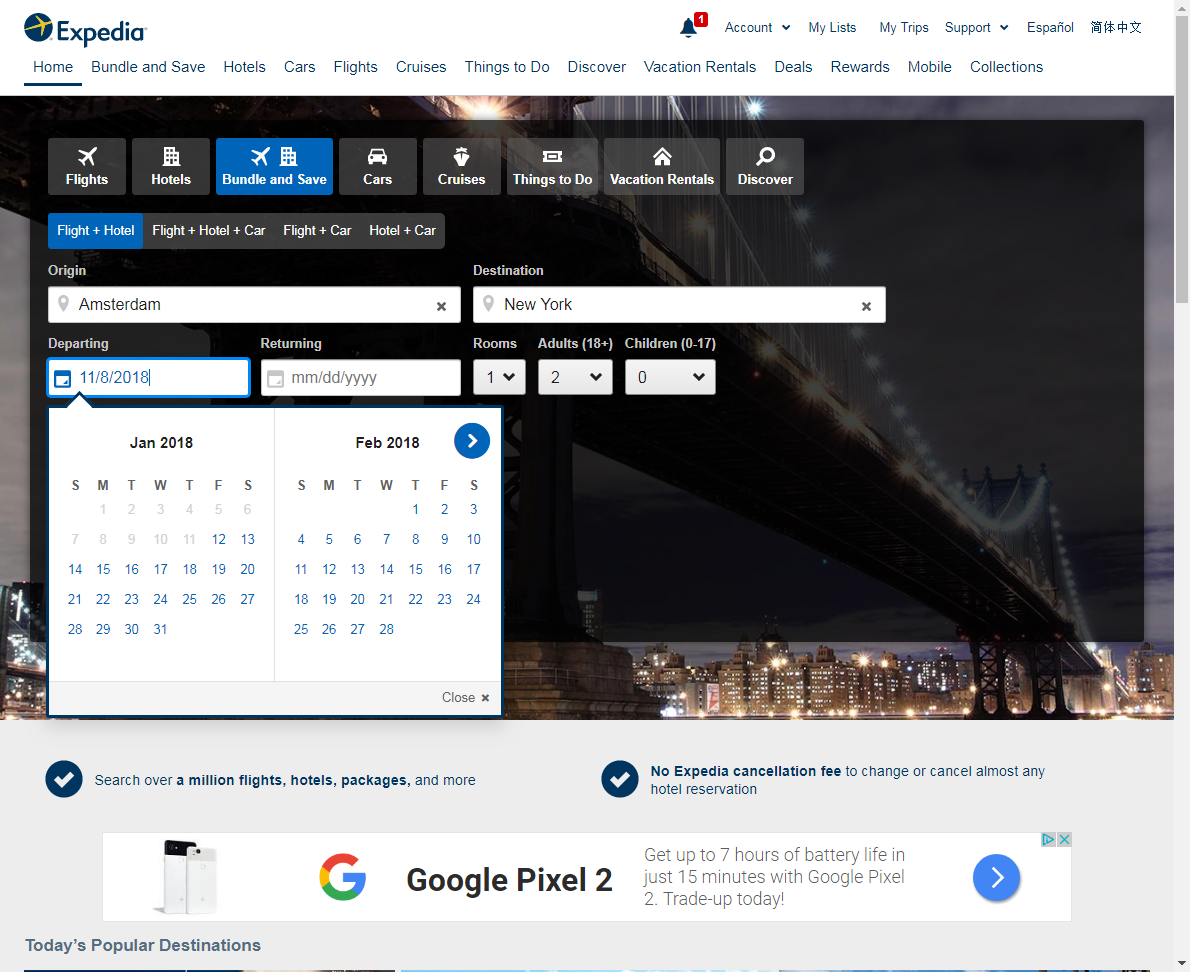 Expedia
1
Account
My Lists
My Trips
Support
Español
简体中文
Home
Bundle and Save
Hotels
Cars
Flights
Cruises
Things to Do
Discover
Vacation Rentals
Deals
Rewards
Mobile
Collections
Flights
Hotels
Bundle and Save
Cars
Cruises
Things to Do
Vacation Rentals
Discover
Flight + Hotel
Flight + Hotel + Car
Flight + Car
Hotel + Car
Origin
Destination
Amsterdam
New York
Departing
Returning
Rooms
Adults (18+)
Children (0-17)
11/8/2018
mm/dd/yyyy
1
2
0
Jan 2018
S M T W T F S
1 2 3 4 5 6
7 8 9 10 11 12 13
14 15 16 17 18 19 20
21 22 23 24 25 26 27
28 29 30 31
Feb 2018
S M T W T F S
1 2 3
4 5 6 7 8 9 10
11 12 13 14 15 16 17
18 19 20 21 22 23 24
25 26 27 28
Close
Search over a million flights, hotels, packages, and more
No Expedia cancellation fee to change or cancel almost any
hotel reservation
Google Pixel 2
Get up to 7 hours of battery life in
just 15 minutes with Google Pixel
2. Trade-up today!
Today’s Popular Destinations